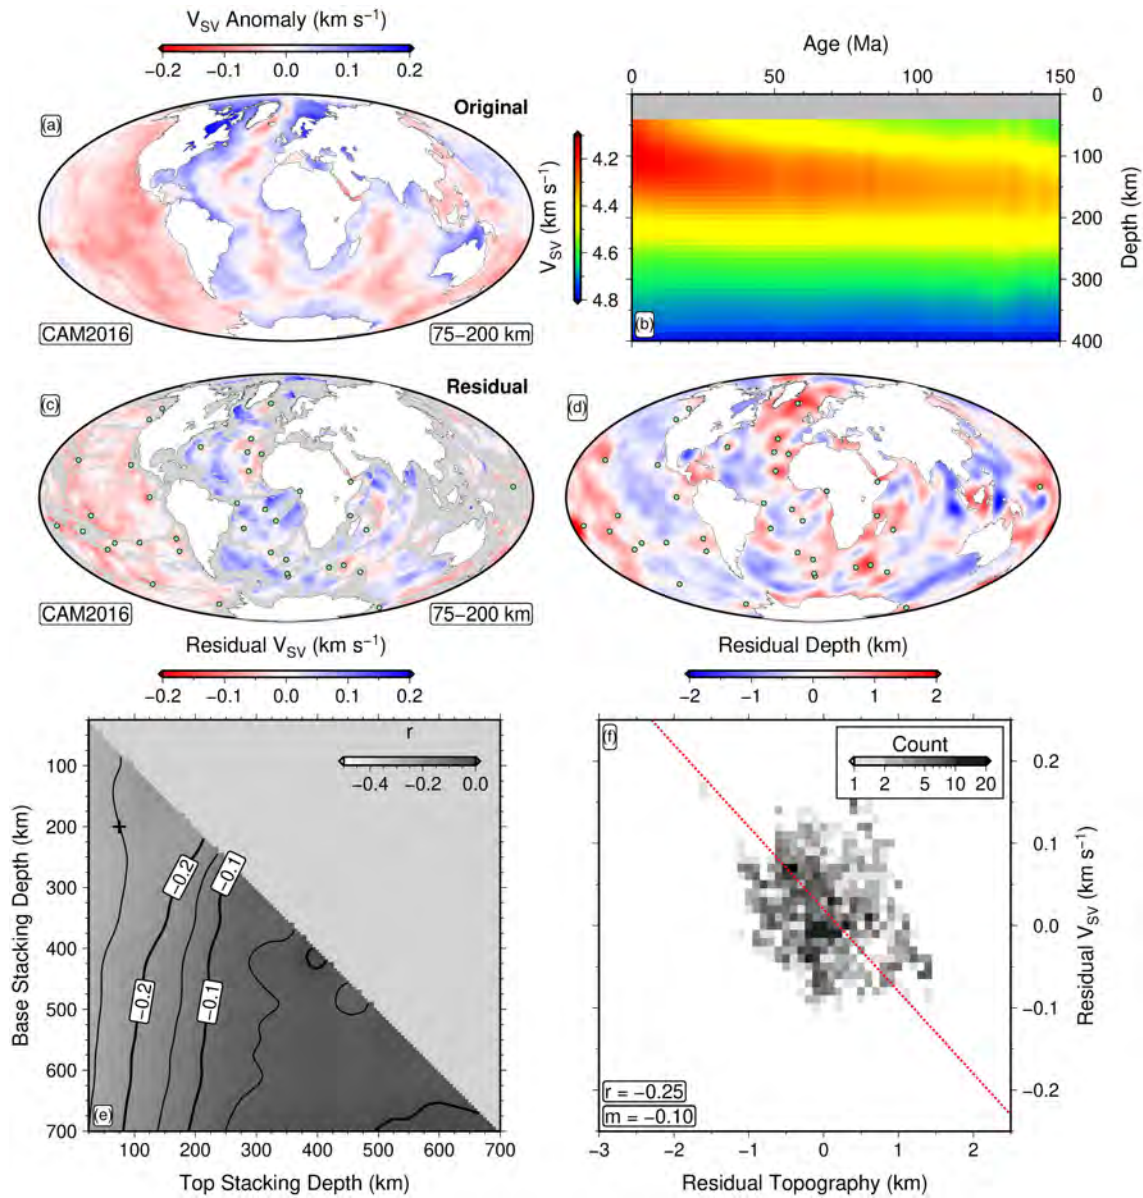 V_SV Anomaly (km s⁻¹)
−0.2 −0.1 0.0 0.1 0.2
(a)
Original
CAM2016
75−200 km
Age (Ma)
0 50 100 150
4.2
4.4
4.6
4.8
V_SV (km s⁻¹)
0
100
200
300
400
Depth (km)
(b)
(c)
Residual
CAM2016
75−200 km
Residual V_SV (km s⁻¹)
−0.2 −0.1 0.0 0.1 0.2
(d)
Residual Depth (km)
−2 −1 0 1 2
r
−0.4 −0.2 0.0
100
200
300
400
500
600
700
Base Stacking Depth (km)
−0.2
−0.1
−0.2
−0.1
(e)
100 200 300 400 500 600 700
Top Stacking Depth (km)
(f)
Count
1 2 5 10 20
0.2
0.1
0.0
−0.1
−0.2
Residual V_SV (km s⁻¹)
r = −0.25
m = −0.10
−3 −2 −1 0 1 2
Residual Topography (km)